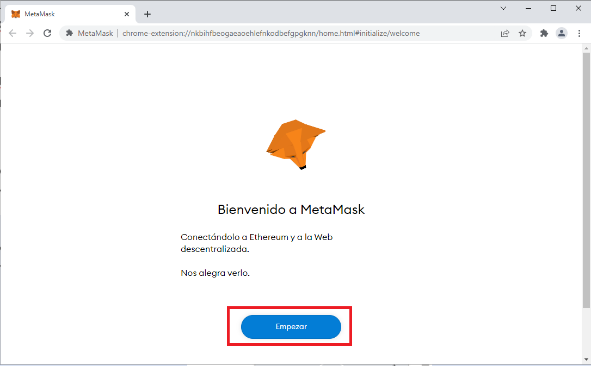 MetaMask
MetaMask | chrome-extension://nkbihfbeogaeaoehlefnkodbefgpgknn/home.html#initialize/welcome
Bienvenido a MetaMask
Conectándolo a Ethereum y a la Web
descentralizada.
Nos alegra verlo.
Empezar